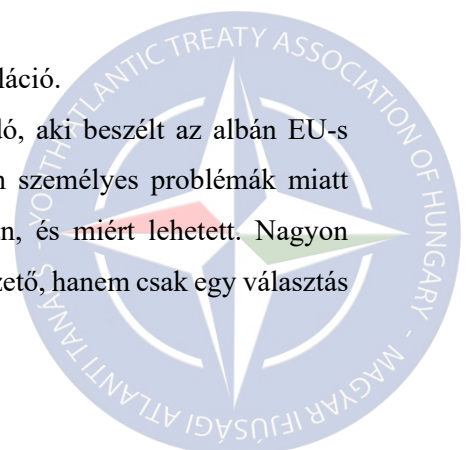 láció.
dó, aki beszélt az albán EU-s
n személyes problémák miatt
n, és miért lehetett. Nagyon
zető, hanem csak egy választás
YOUTH ATLANTIC TREATY ASSOCIATION OF HUNGARY - MAGYAR IFJÚSÁGI ATLANTI TANÁCS -